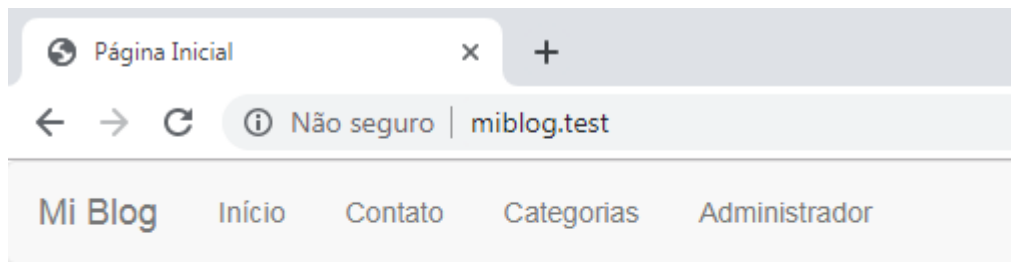 Página Inicial
Não seguro | miblog.test
Mi Blog Início Contato Categorias Administrador